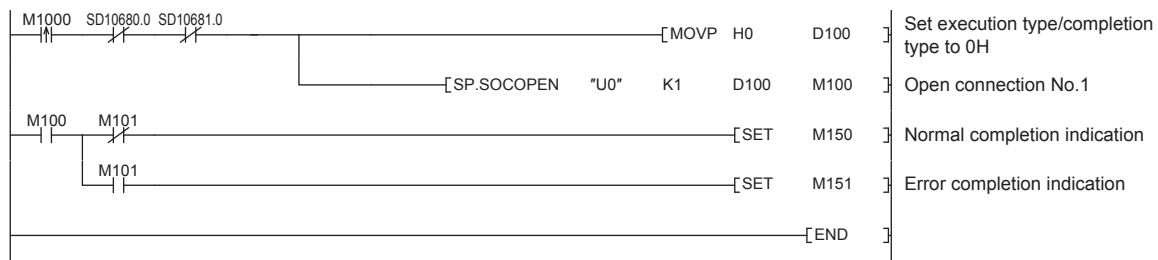 M1000 SD10680.0 SD10681.0
[MOVP H0 D100 ] Set execution type/completion
type to 0H
[SP.SOCOPEN "U0" K1 D100 M100 ] Open connection No.1
M100 M101
[SET M150 ] Normal completion indication
M101
[SET M151 ] Error completion indication
[END ]